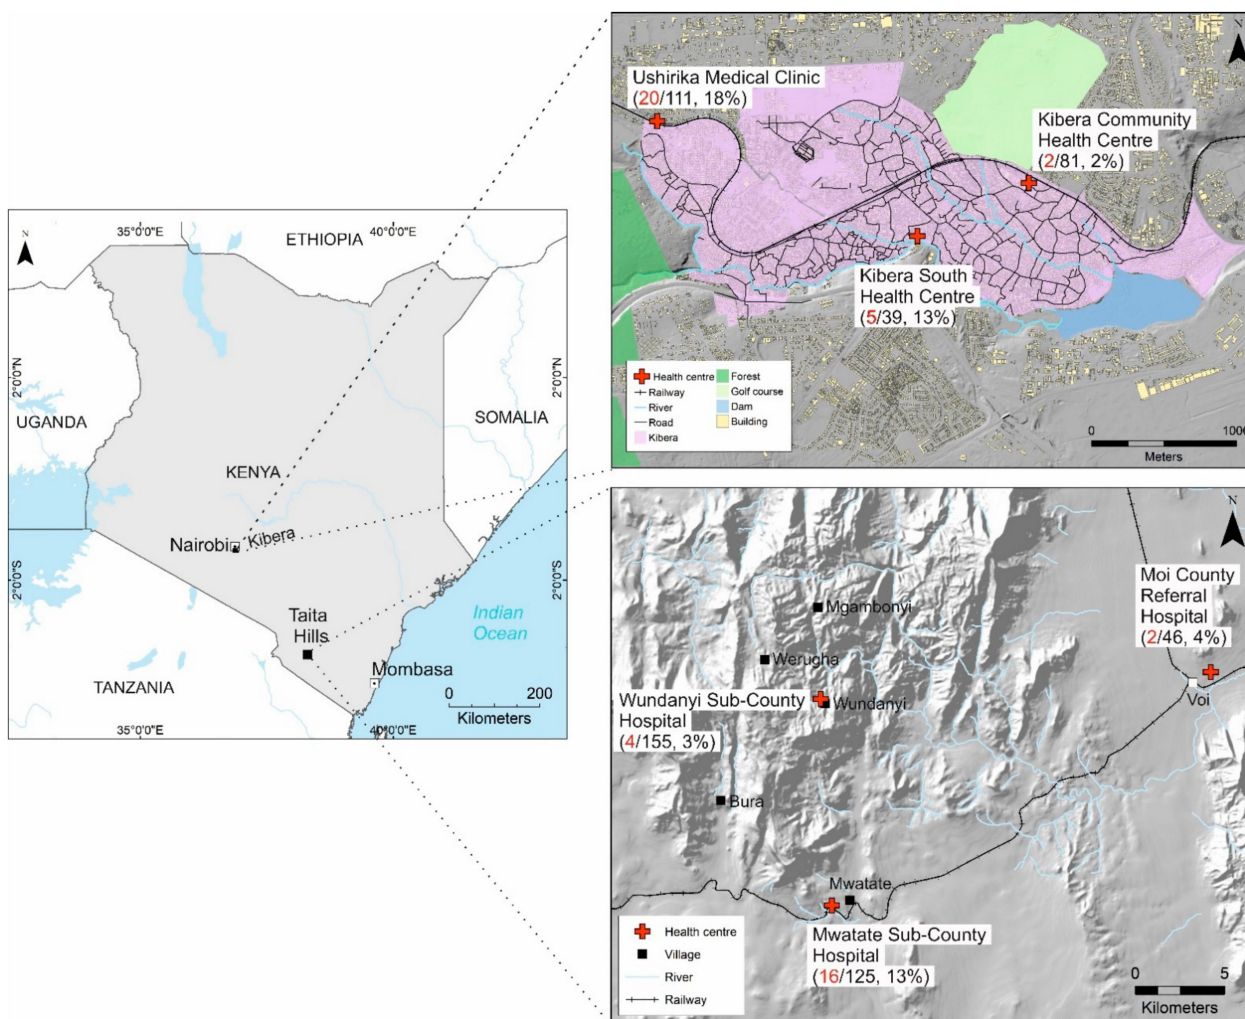 N
35°0'0"E
40°0'0"E
ETHIOPIA
2°0'0"N
2°0'0"N
UGANDA
SOMALIA
KENYA
Nairobi
Kibera
2°0'0"S
2°0'0"S
Taita
Hills
Indian
Ocean
Mombasa
TANZANIA
0 200
Kilometers
35°0'0"E
40°0'0"E
N
Ushirika Medical Clinic
(20/111, 18%)
Kibera Community
Health Centre
(2/81, 2%)
Kibera South
Health Centre
(5/39, 13%)
Health centre
Railway
River
Road
Kibera
Forest
Golf course
Dam
Building
0 1000
Meters
N
Moi County
Referral
Hospital
(2/46, 4%)
Mgambonyi
Werugha
Voi
Wundanyi Sub-County
Hospital
(4/155, 3%)
Wundanyi
Bura
Mwatate
Mwatate Sub-County
Hospital
(16/125, 13%)
Health centre
Village
River
Railway
0 5
Kilometers